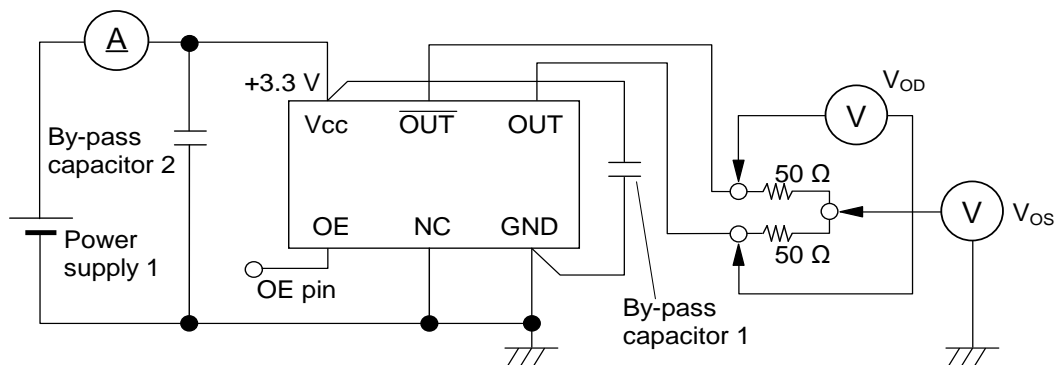 A
+3.3 V
V<sub>OD</sub>
V
Vcc
OUT
OUT
By-pass
capacitor 2
50 Ω
V
V<sub>OS</sub>
50 Ω
OE
NC
GND
Power
supply 1
OE pin
By-pass
capacitor 1